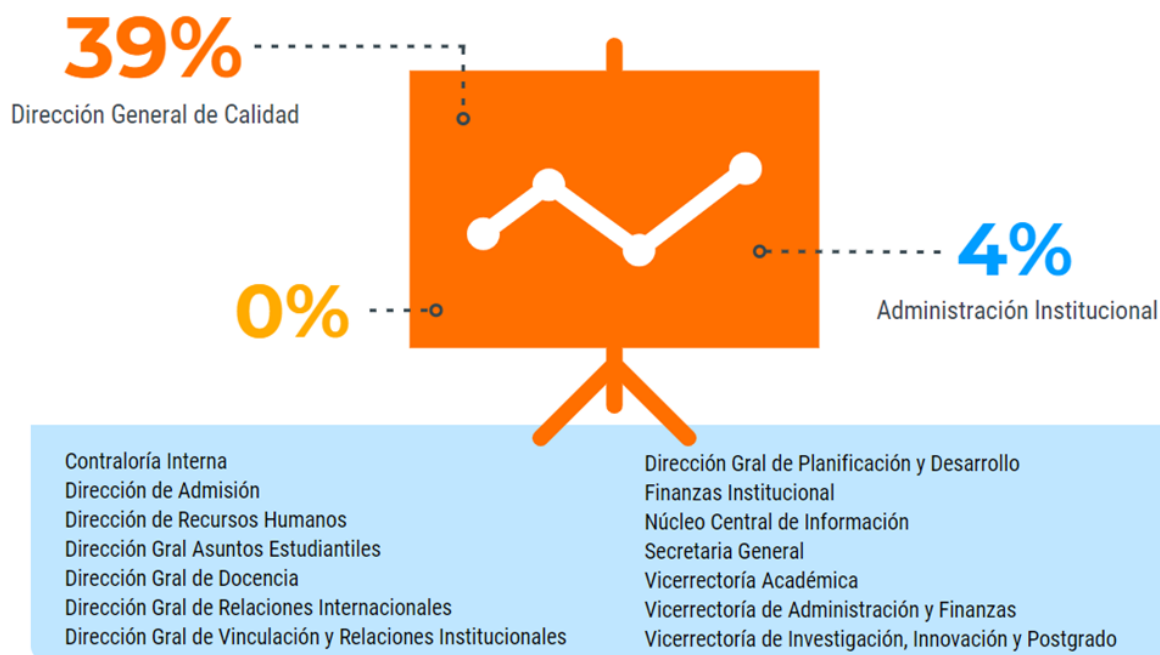 39%
Dirección General de Calidad
4%
Administración Institucional
0%
Contraloría Interna
Dirección de Admisión
Dirección de Recursos Humanos
Dirección Gral Asuntos Estudiantiles
Dirección Gral de Docencia
Dirección Gral de Relaciones Internacionales
Dirección Gral de Vinculación y Relaciones Institucionales
Dirección Gral de Planificación y Desarrollo
Finanzas Institucional
Núcleo Central de Información
Secretaria General
Vicerrectoría Académica
Vicerrectoría de Administración y Finanzas
Vicerrectoría de Investigación, Innovación y Postgrado